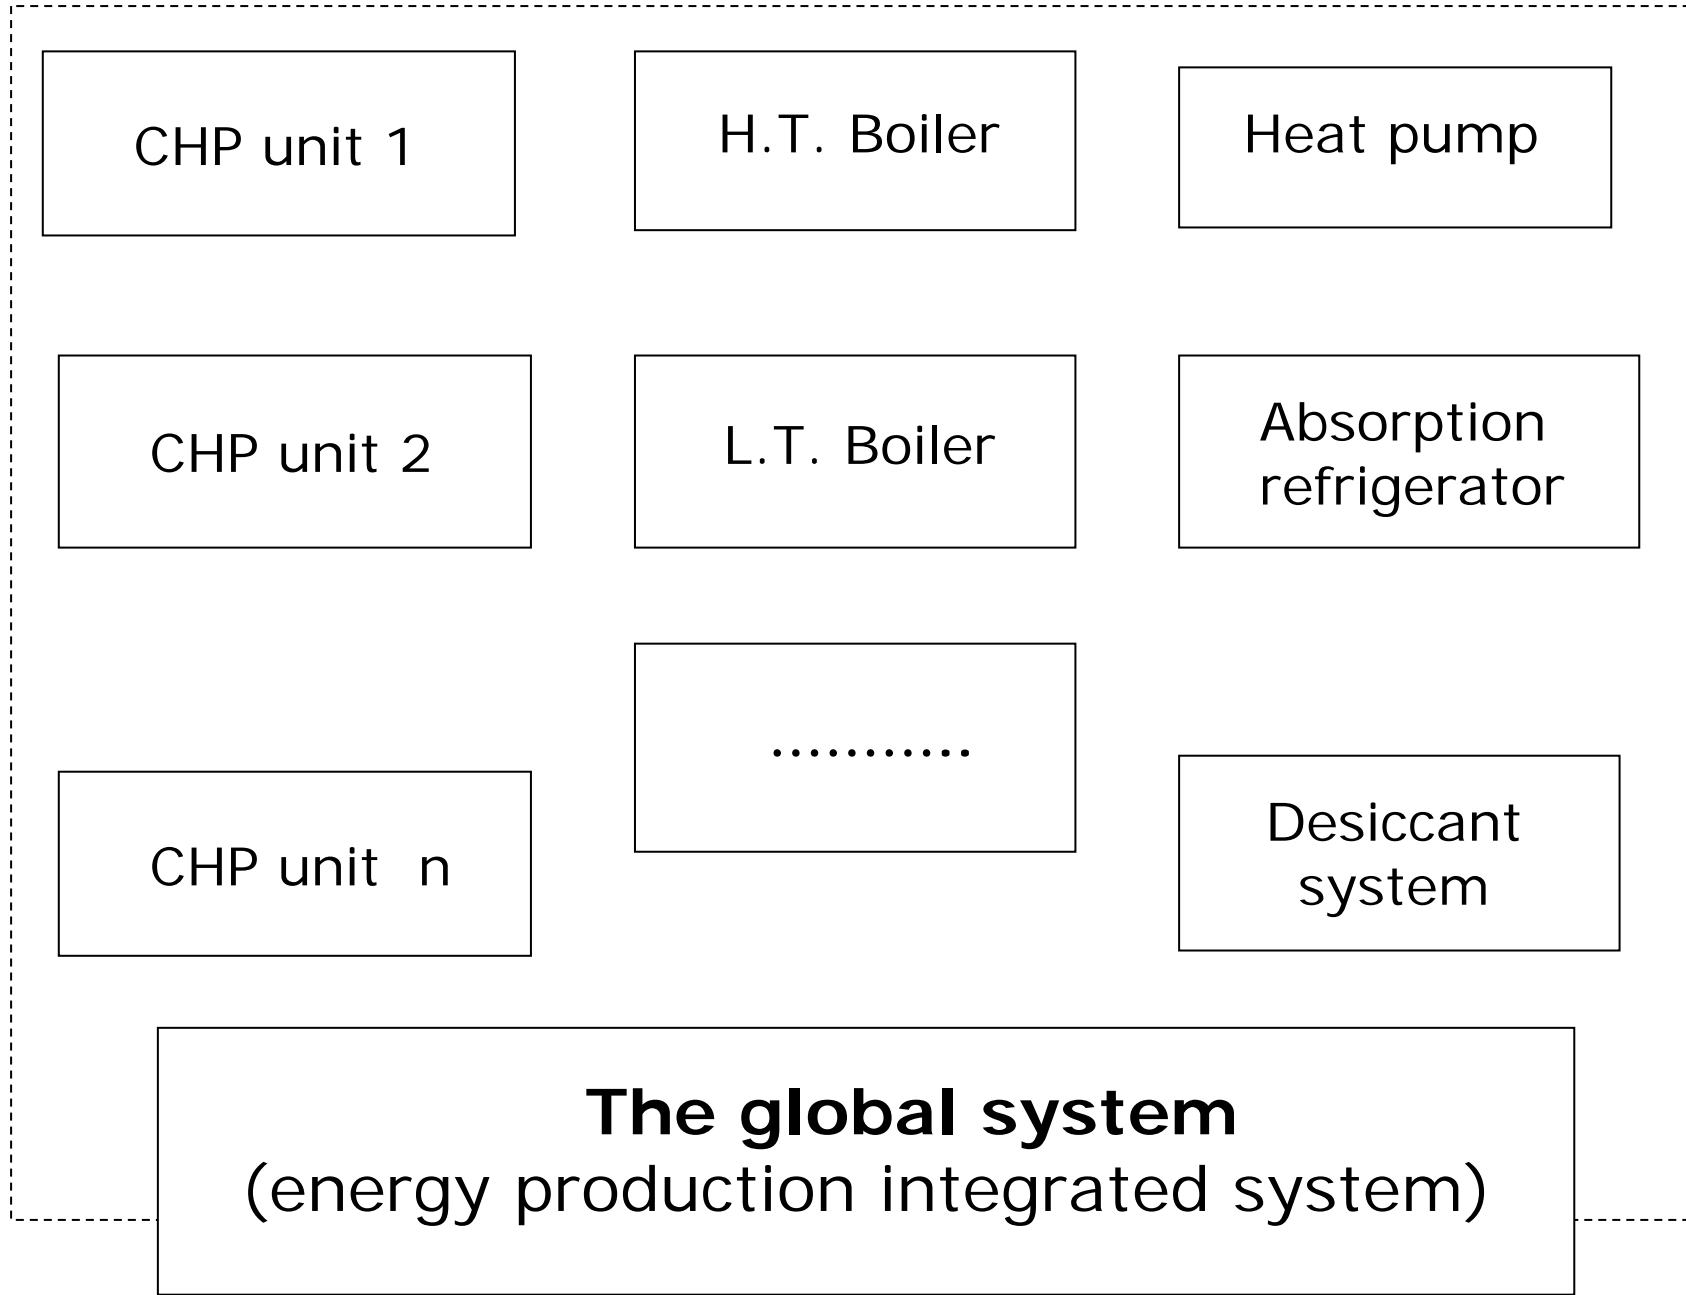 CHP unit 1
H.T. Boiler
Heat pump
CHP unit 2
L.T. Boiler
Absorption
refrigerator
...........
CHP unit  n
Desiccant
system
The global system
(energy production integrated system)